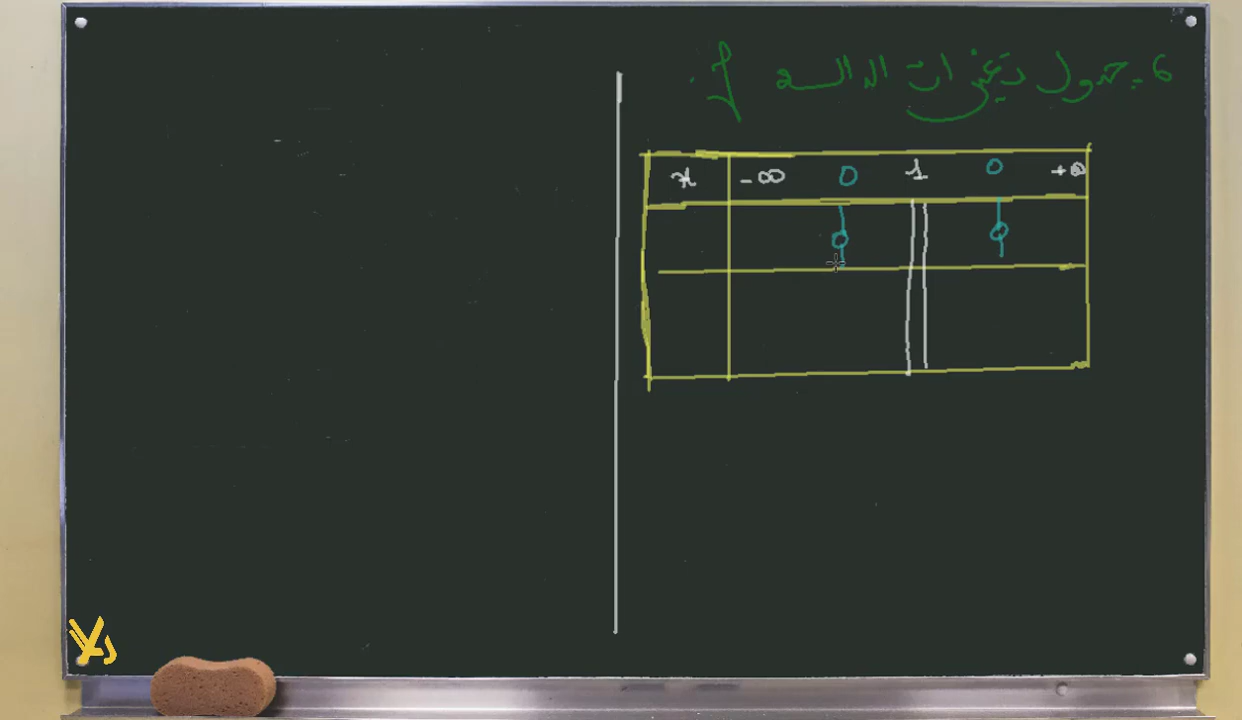 6 - جدول تغيرات الدالة f.
x -∞ 0 1 0 +∞
0 0